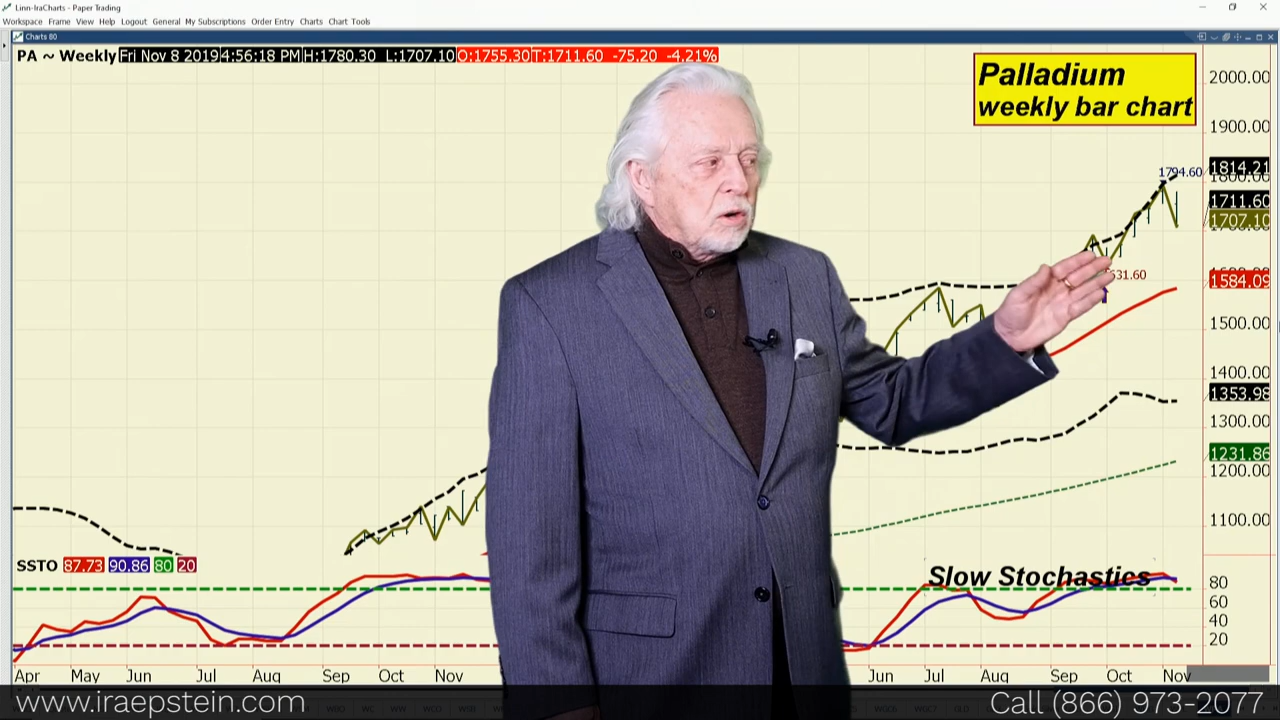 Linn-IraCharts - Paper Trading
Workspace Frame View Help Logout General My Subscriptions Order Entry Charts Chart Tools
Charts 80
PA ~ Weekly Fri Nov 8 2019 4:56:18 PM H:1780.30 L:1707.10 O:1755.30 T:1711.60 -75.20 -4.21%
Palladium
weekly bar chart
2000.00
1900.00
1794.60
1814.21
1711.60
1707.10
1584.09
1500.00
1400.00
1353.98
1300.00
1231.86
1200.00
1100.00
SSTO 87.73 90.86 80 20
Slow Stochastics
80
60
40
20
Apr May Jun Jul Aug Sep Oct Nov Jun Jul Aug Sep Oct Nov
www.iraepstein.com
Call (866) 973-2077